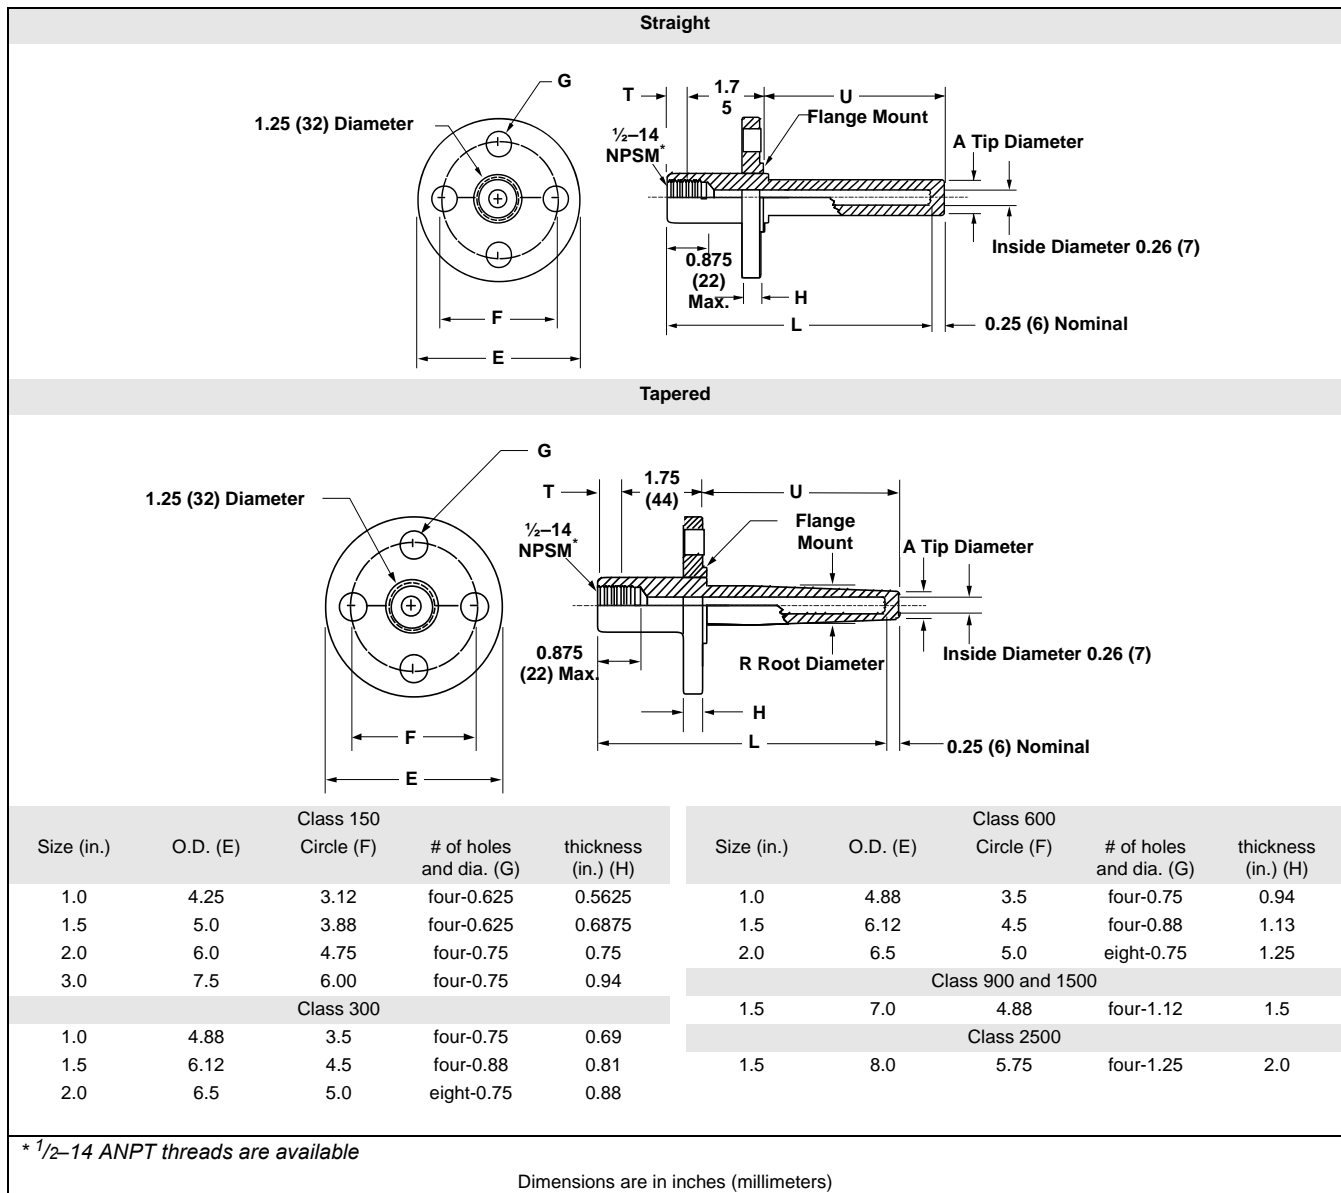 Straight
G
1.25 (32) Diameter
T
1.7
5
U
Flange Mount
½–14
NPSM*
A Tip Diameter
Inside Diameter 0.26 (7)
0.875
(22)
Max.
H
F
L
0.25 (6) Nominal
E
Tapered
G
1.25 (32) Diameter
T
1.75
(44)
U
½–14
NPSM*
Flange
Mount
A Tip Diameter
0.875
(22) Max.
R Root Diameter
Inside Diameter 0.26 (7)
H
F
L
0.25 (6) Nominal
E
Class 150
Size (in.) O.D. (E) Circle (F) # of holes and dia. (G) thickness (in.) (H)
1.0 4.25 3.12 four-0.625 0.5625
1.5 5.0 3.88 four-0.625 0.6875
2.0 6.0 4.75 four-0.75 0.75
3.0 7.5 6.00 four-0.75 0.94
Class 300
1.0 4.88 3.5 four-0.75 0.69
1.5 6.12 4.5 four-0.88 0.81
2.0 6.5 5.0 eight-0.75 0.88
Class 600
Size (in.) O.D. (E) Circle (F) # of holes and dia. (G) thickness (in.) (H)
1.0 4.88 3.5 four-0.75 0.94
1.5 6.12 4.5 four-0.88 1.13
2.0 6.5 5.0 eight-0.75 1.25
Class 900 and 1500
1.5 7.0 4.88 four-1.12 1.5
Class 2500
1.5 8.0 5.75 four-1.25 2.0
* 1/2–14 ANPT threads are available
Dimensions are in inches (millimeters)